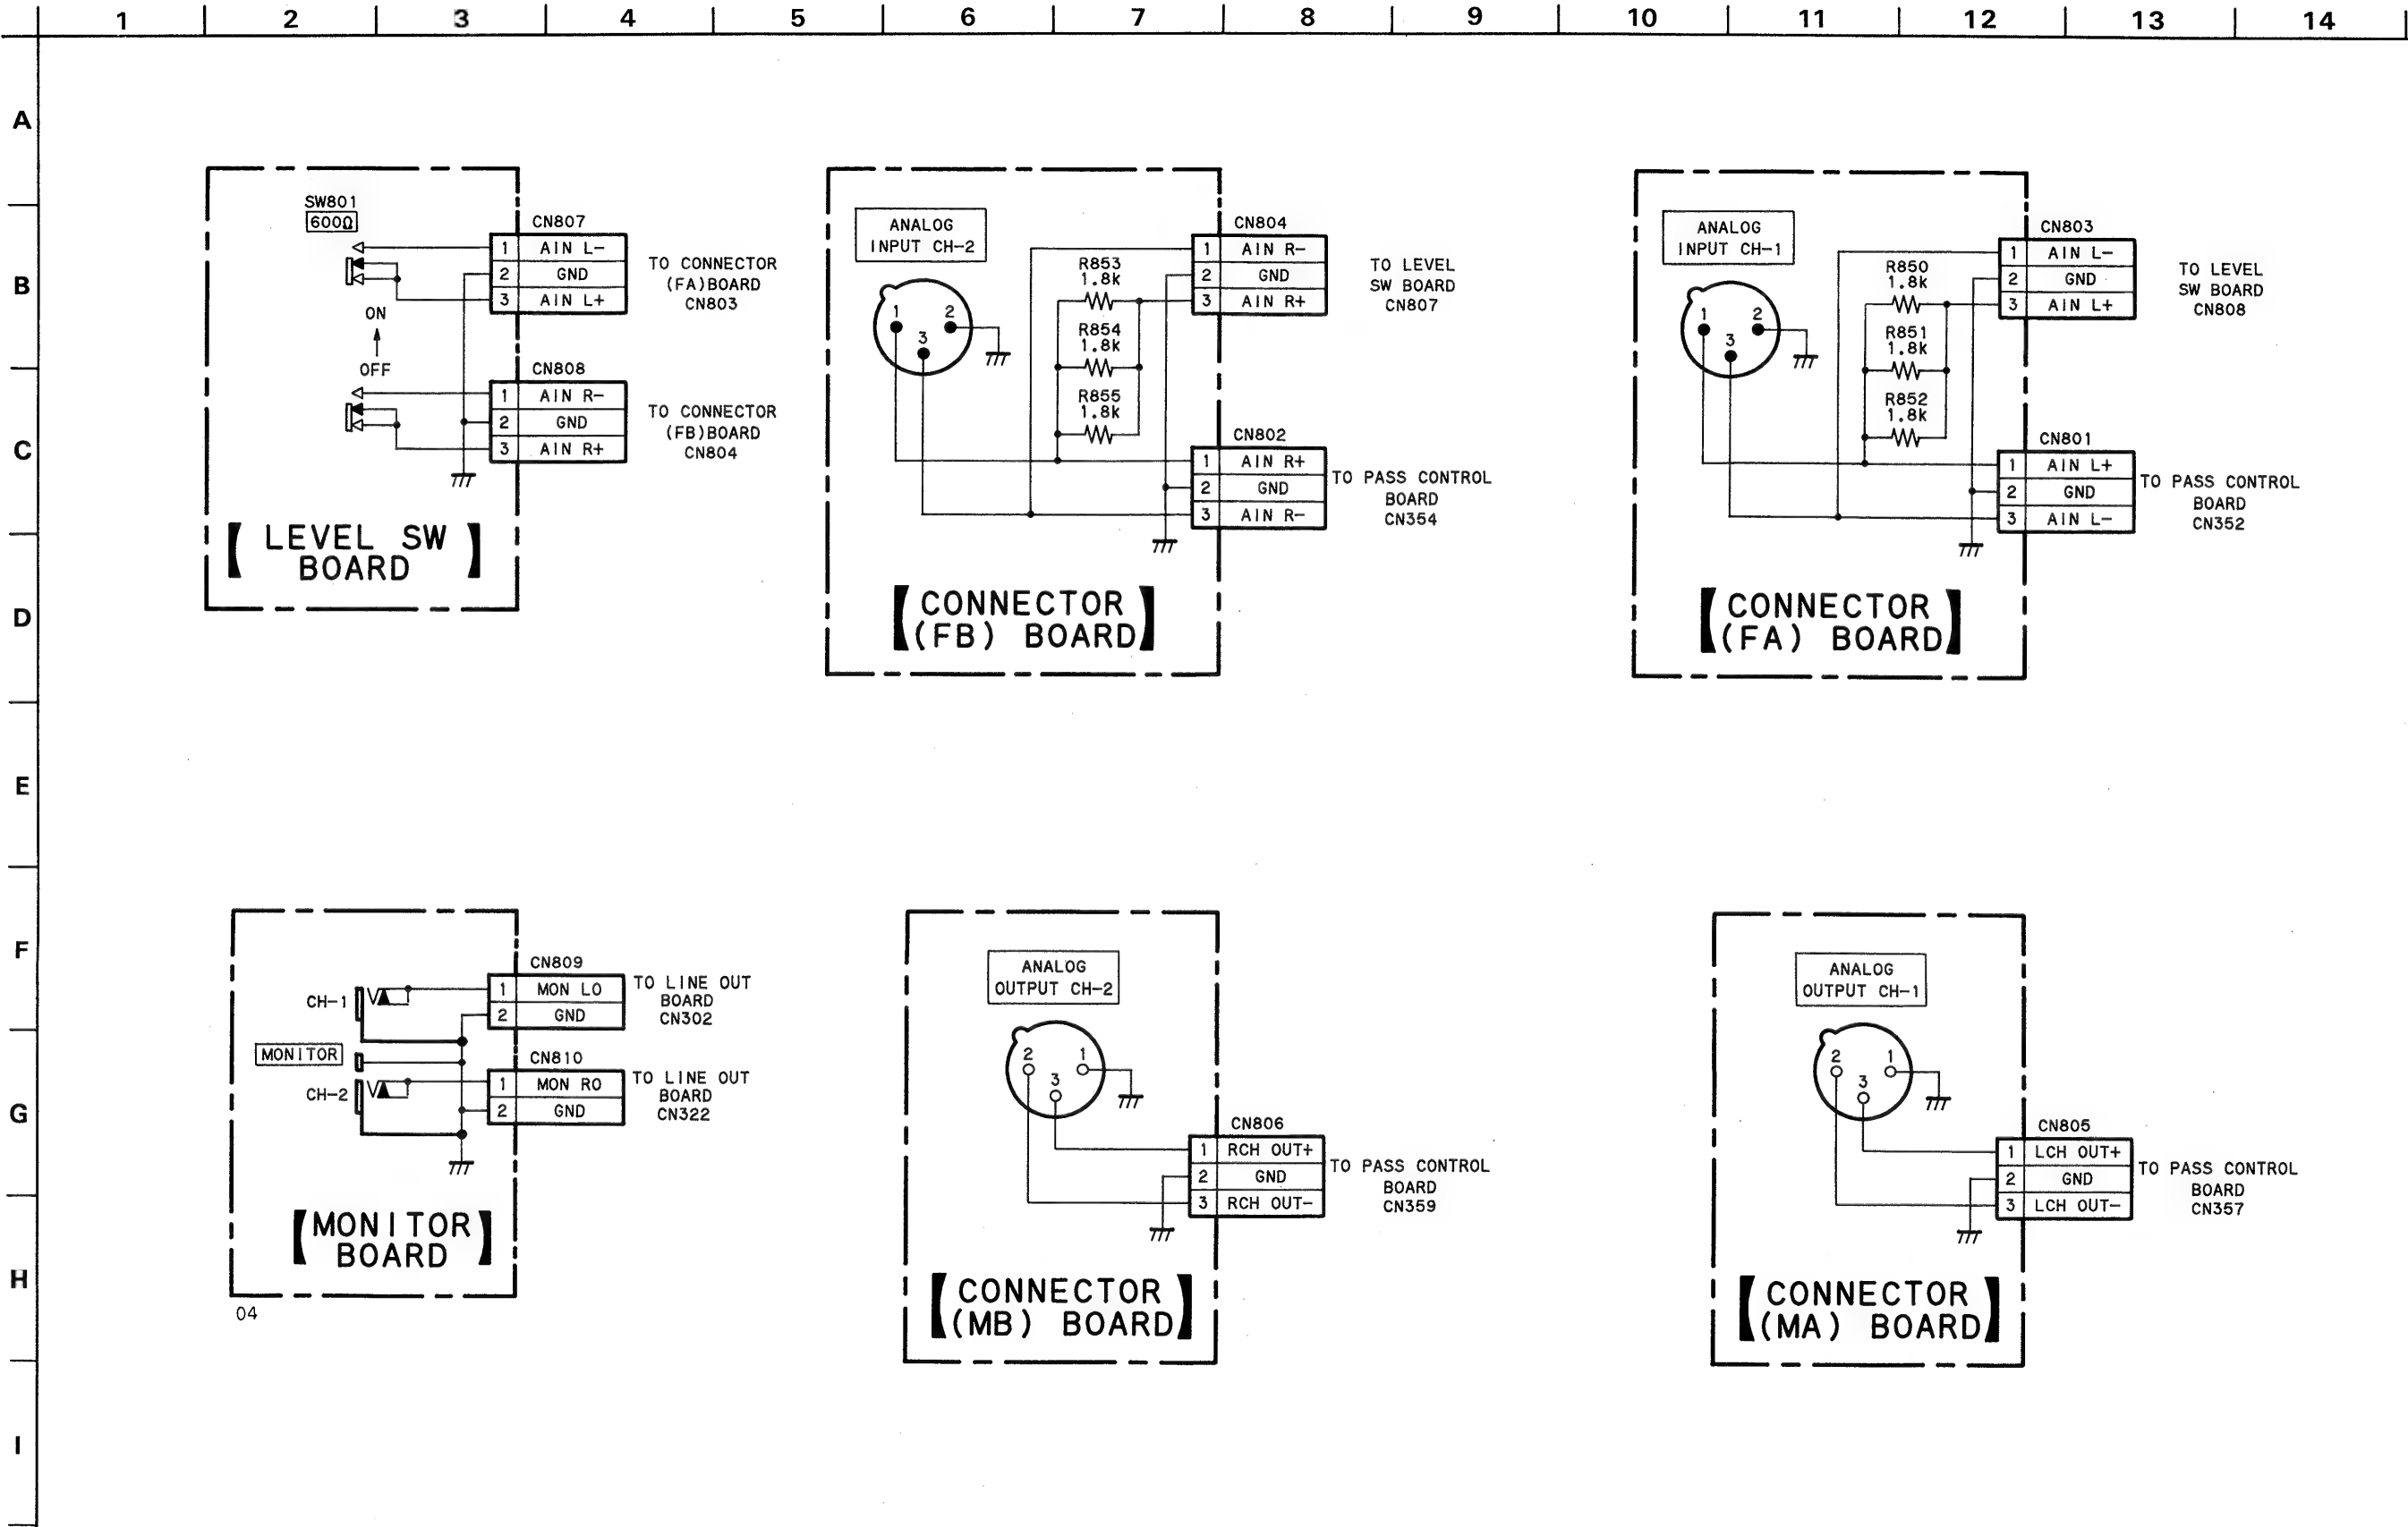 1 2 3 4 5 6 7 8 9 10 11 12 13 14
A
B
C
D
E
F
G
H
I
SW801
600Ω
ON
OFF
CN807
1 AIN L-
2 GND
3 AIN L+
TO CONNECTOR
(FA)BOARD
CN803
CN808
1 AIN R-
2 GND
3 AIN R+
TO CONNECTOR
(FB)BOARD
CN804
【 LEVEL SW 】
BOARD
ANALOG
INPUT CH-2
1 2
3
R853
1.8k
R854
1.8k
R855
1.8k
CN804
1 AIN R-
2 GND
3 AIN R+
TO LEVEL
SW BOARD
CN807
CN802
1 AIN R+
2 GND
3 AIN R-
TO PASS CONTROL
BOARD
CN354
【CONNECTOR
(FB) BOARD】
ANALOG
INPUT CH-1
1 2
3
R850
1.8k
R851
1.8k
R852
1.8k
CN803
1 AIN L-
2 GND
3 AIN L+
TO LEVEL
SW BOARD
CN808
CN801
1 AIN L+
2 GND
3 AIN L-
TO PASS CONTROL
BOARD
CN352
【CONNECTOR
(FA) BOARD】
CH-1
MONITOR
CH-2
CN809
1 MON LO
2 GND
TO LINE OUT
BOARD
CN302
CN810
1 MON RO
2 GND
TO LINE OUT
BOARD
CN322
【MONITOR
BOARD】
04
ANALOG
OUTPUT CH-2
2 1
3
CN806
1 RCH OUT+
2 GND
3 RCH OUT-
TO PASS CONTROL
BOARD
CN359
【CONNECTOR
(MB) BOARD】
ANALOG
OUTPUT CH-1
2 1
3
CN805
1 LCH OUT+
2 GND
3 LCH OUT-
TO PASS CONTROL
BOARD
CN357
【CONNECTOR
(MA) BOARD】